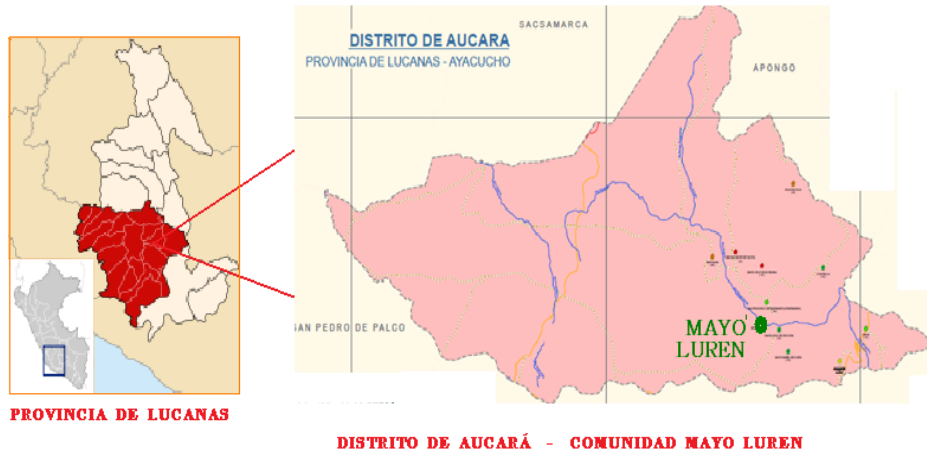 SACSAMARCA
DISTRITO DE AUCARA
PROVINCIA DE LUCANAS - AYACUCHO
APONGO
SAN PEDRO DE PALCO
MAYO
LUREN
PROVINCIA DE LUCANAS
DISTRITO DE AUCARÁ - COMUNIDAD MAYO LUREN